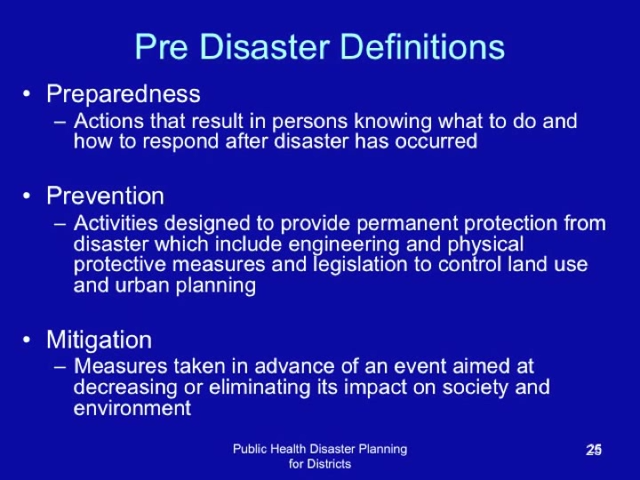 Pre Disaster Definitions
• Preparedness
– Actions that result in persons knowing what to do and
how to respond after disaster has occurred
• Prevention
– Activities designed to provide permanent protection from
disaster which include engineering and physical
protective measures and legislation to control land use
and urban planning
• Mitigation
– Measures taken in advance of an event aimed at
decreasing or eliminating its impact on society and
environment
Public Health Disaster Planning
for Districts